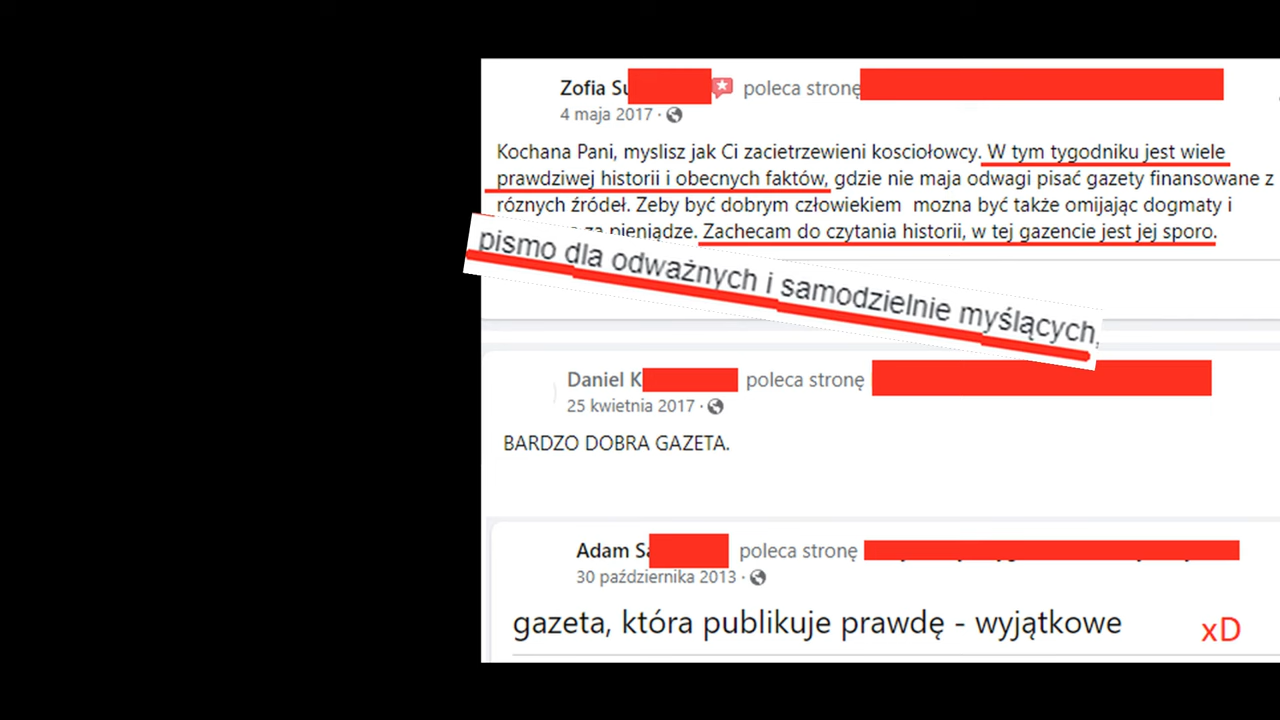 Zofia Su poleca stronę
4 maja 2017 ·
Kochana Pani, myslisz jak Ci zacietrzewieni kosciołowcy. W tym tygodniku jest wiele
prawdziwej historii i obecnych faktów, gdzie nie maja odwagi pisać gazety finansowane z
róznych źródeł. Zeby być dobrym człowiekiem mozna być także omijając dogmaty i
za pieniądze. Zachecam do czytania historii, w tej gazencie jest jej sporo.
pismo dla odważnych i samodzielnie myślących,
Daniel K poleca stronę
25 kwietnia 2017 ·
BARDZO DOBRA GAZETA.
Adam Sa poleca stronę
30 października 2013 ·
gazeta, która publikuje prawdę - wyjątkowe xD